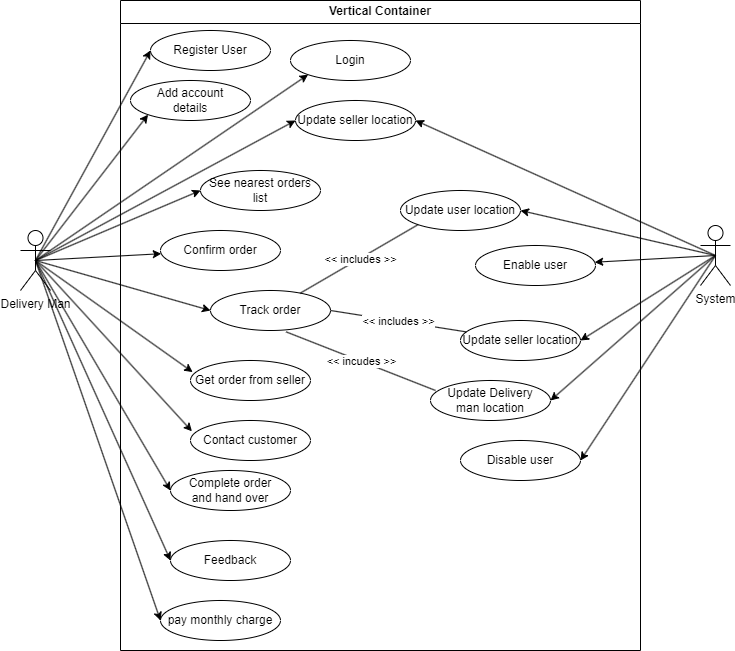 Vertical Container
Register User
Login
Add account
details
Update seller location
See nearest orders
list
Update user location
Confirm order
<< includes >>
Enable user
Delivery Man
System
Track order
<< includes >>
Update seller location
<< incudes >>
Get order from seller
Update Delivery
man location
Contact customer
Disable user
Complete order
and hand over
Feedback
pay monthly charge